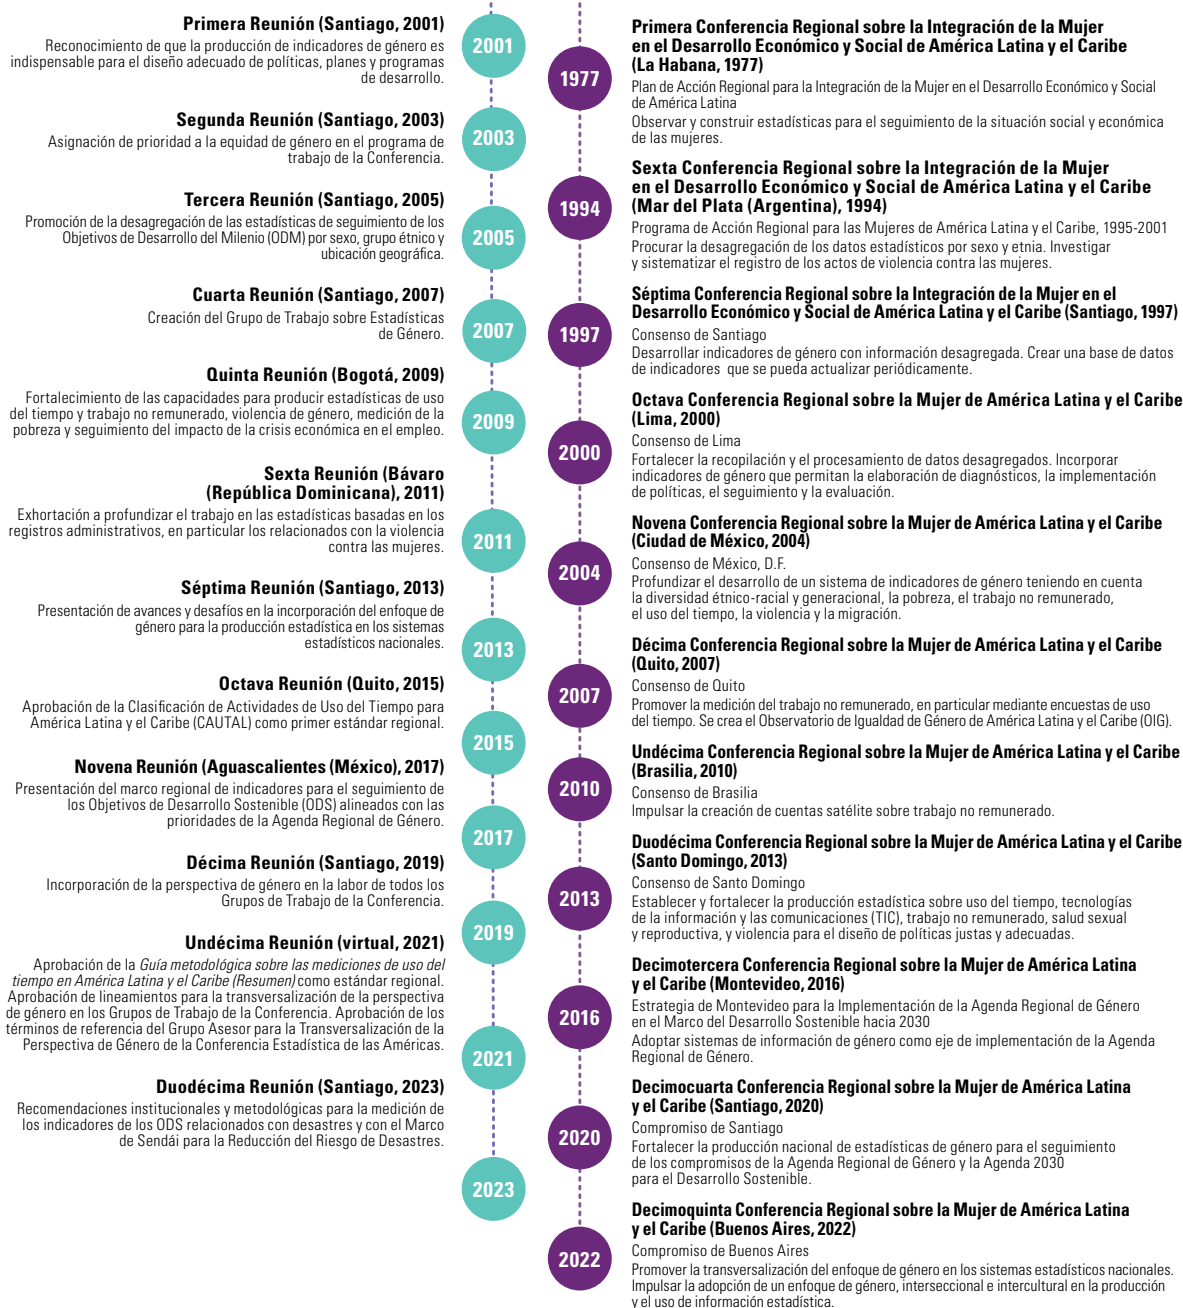 Primera Reunión (Santiago, 2001)
Reconocimiento de que la producción de indicadores de género es
indispensable para el diseño adecuado de políticas, planes y programas
de desarrollo.
2001
Segunda Reunión (Santiago, 2003)
Asignación de prioridad a la equidad de género en el programa de
trabajo de la Conferencia.
2003
Tercera Reunión (Santiago, 2005)
Promoción de la desagregación de las estadísticas de seguimiento de los
Objetivos de Desarrollo del Milenio (ODM) por sexo, grupo étnico y
ubicación geográfica.
2005
Cuarta Reunión (Santiago, 2007)
Creación del Grupo de Trabajo sobre Estadísticas
de Género.
2007
Quinta Reunión (Bogotá, 2009)
Fortalecimiento de las capacidades para producir estadísticas de uso
del tiempo y trabajo no remunerado, violencia de género, medición de la
pobreza y seguimiento del impacto de la crisis económica en el empleo.
2009
Sexta Reunión (Bávaro
(República Dominicana), 2011)
Exhortación a profundizar el trabajo en las estadísticas basadas en los
registros administrativos, en particular los relacionados con la violencia
contra las mujeres.
2011
Séptima Reunión (Santiago, 2013)
Presentación de avances y desafíos en la incorporación del enfoque de
género para la producción estadística en los sistemas
estadísticos nacionales.
2013
Octava Reunión (Quito, 2015)
Aprobación de la Clasificación de Actividades de Uso del Tiempo para
América Latina y el Caribe (CAUTAL) como primer estándar regional.
2015
Novena Reunión (Aguascalientes (México), 2017)
Presentación del marco regional de indicadores para el seguimiento de
los Objetivos de Desarrollo Sostenible (ODS) alineados con las
prioridades de la Agenda Regional de Género.
2017
Décima Reunión (Santiago, 2019)
Incorporación de la perspectiva de género en la labor de todos los
Grupos de Trabajo de la Conferencia.
2019
Undécima Reunión (virtual, 2021)
Aprobación de la Guía metodológica sobre las mediciones de uso del
tiempo en América Latina y el Caribe (Resumen) como estándar regional.
Aprobación de lineamientos para la transversalización de la perspectiva
de género en los Grupos de Trabajo de la Conferencia. Aprobación de los
términos de referencia del Grupo Asesor para la Transversalización de la
Perspectiva de Género de la Conferencia Estadística de las Américas.
2021
Duodécima Reunión (Santiago, 2023)
Recomendaciones institucionales y metodológicas para la medición de
los indicadores de los ODS relacionados con desastres y con el Marco
de Sendái para la Reducción del Riesgo de Desastres.
2023
Primera Conferencia Regional sobre la Integración de la Mujer
en el Desarrollo Económico y Social de América Latina y el Caribe
(La Habana, 1977)
1977
Plan de Acción Regional para la Integración de la Mujer en el Desarrollo Económico y Social
de América Latina
Observar y construir estadísticas para el seguimiento de la situación social y económica
de las mujeres.
Sexta Conferencia Regional sobre la Integración de la Mujer
en el Desarrollo Económico y Social de América Latina y el Caribe
(Mar del Plata (Argentina), 1994)
1994
Programa de Acción Regional para las Mujeres de América Latina y el Caribe, 1995-2001
Procurar la desagregación de los datos estadísticos por sexo y etnia. Investigar
y sistematizar el registro de los actos de violencia contra las mujeres.
Séptima Conferencia Regional sobre la Integración de la Mujer en el
Desarrollo Económico y Social de América Latina y el Caribe (Santiago, 1997)
1997
Consenso de Santiago
Desarrollar indicadores de género con información desagregada. Crear una base de datos
de indicadores que se pueda actualizar periódicamente.
Octava Conferencia Regional sobre la Mujer de América Latina y el Caribe
(Lima, 2000)
Consenso de Lima
2000
Fortalecer la recopilación y el procesamiento de datos desagregados. Incorporar
indicadores de género que permitan la elaboración de diagnósticos, la implementación
de políticas, el seguimiento y la evaluación.
Novena Conferencia Regional sobre la Mujer de América Latina y el Caribe
(Ciudad de México, 2004)
Consenso de México, D.F.
2004
Profundizar el desarrollo de un sistema de indicadores de género teniendo en cuenta
la diversidad étnico-racial y generacional, la pobreza, el trabajo no remunerado,
el uso del tiempo, la violencia y la migración.
Décima Conferencia Regional sobre la Mujer de América Latina y el Caribe
(Quito, 2007)
Consenso de Quito
2007
Promover la medición del trabajo no remunerado, en particular mediante encuestas de uso
del tiempo. Se crea el Observatorio de Igualdad de Género de América Latina y el Caribe (OIG).
Undécima Conferencia Regional sobre la Mujer de América Latina y el Caribe
(Brasilia, 2010)
2010
Consenso de Brasilia
Impulsar la creación de cuentas satélite sobre trabajo no remunerado.
Duodécima Conferencia Regional sobre la Mujer de América Latina y el Caribe
(Santo Domingo, 2013)
Consenso de Santo Domingo
2013
Establecer y fortalecer la producción estadística sobre uso del tiempo, tecnologías
de la información y las comunicaciones (TIC), trabajo no remunerado, salud sexual
y reproductiva, y violencia para el diseño de políticas justas y adecuadas.
Decimotercera Conferencia Regional sobre la Mujer de América Latina
y el Caribe (Montevideo, 2016)
Estrategia de Montevideo para la Implementación de la Agenda Regional de Género
en el Marco del Desarrollo Sostenible hacia 2030
2016
Adoptar sistemas de información de género como eje de implementación de la Agenda
Regional de Género.
Decimocuarta Conferencia Regional sobre la Mujer de América Latina
y el Caribe (Santiago, 2020)
Compromiso de Santiago
2020
Fortalecer la producción nacional de estadísticas de género para el seguimiento
de los compromisos de la Agenda Regional de Género y la Agenda 2030
para el Desarrollo Sostenible.
Decimoquinta Conferencia Regional sobre la Mujer de América Latina
y el Caribe (Buenos Aires, 2022)
Compromiso de Buenos Aires
2022
Promover la transversalización del enfoque de género en los sistemas estadísticos nacionales.
Impulsar la adopción de un enfoque de género, interseccional e intercultural en la producción
y el uso de información estadística.